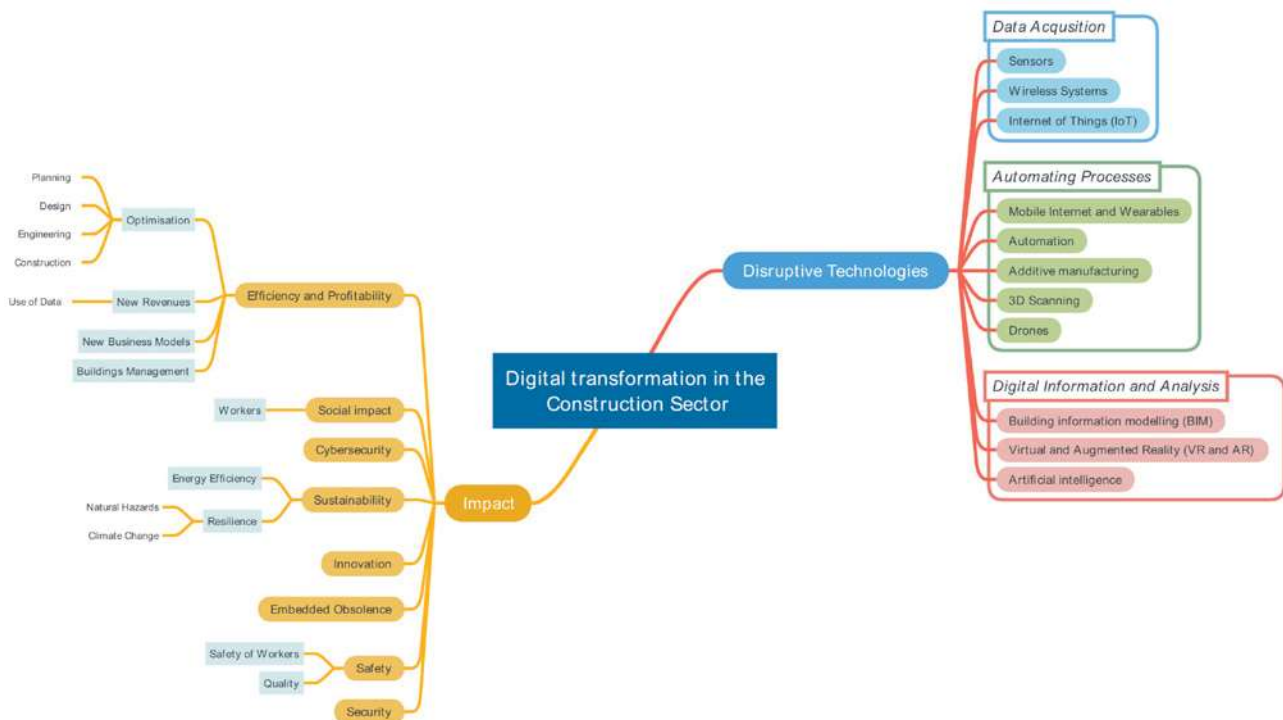 Digital transformation in the
Construction Sector
Disruptive Technologies
Data Acqusition
Sensors
Wireless Systems
Internet of Things (IoT)
Automating Processes
Mobile Internet and Wearables
Automation
Additive manufacturing
3D Scanning
Drones
Digital Information and Analysis
Building information modelling (BIM)
Virtual and Augmented Reality (VR and AR)
Artificial intelligence
Impact
Efficiency and Profitability
Optimisation
Planning
Design
Engineering
Construction
New Revenues
Use of Data
New Business Models
Buildings Management
Social impact
Workers
Cybersecurity
Sustainability
Energy Efficiency
Resilience
Natural Hazards
Climate Change
Innovation
Embedded Obsolence
Safety
Safety of Workers
Quality
Security